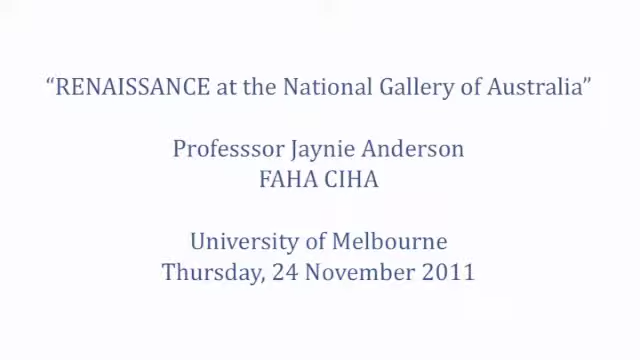 “RENAISSANCE at the National Gallery of Australia”
Professsor Jaynie Anderson
FAHA CIHA
University of Melbourne
Thursday, 24 November 2011